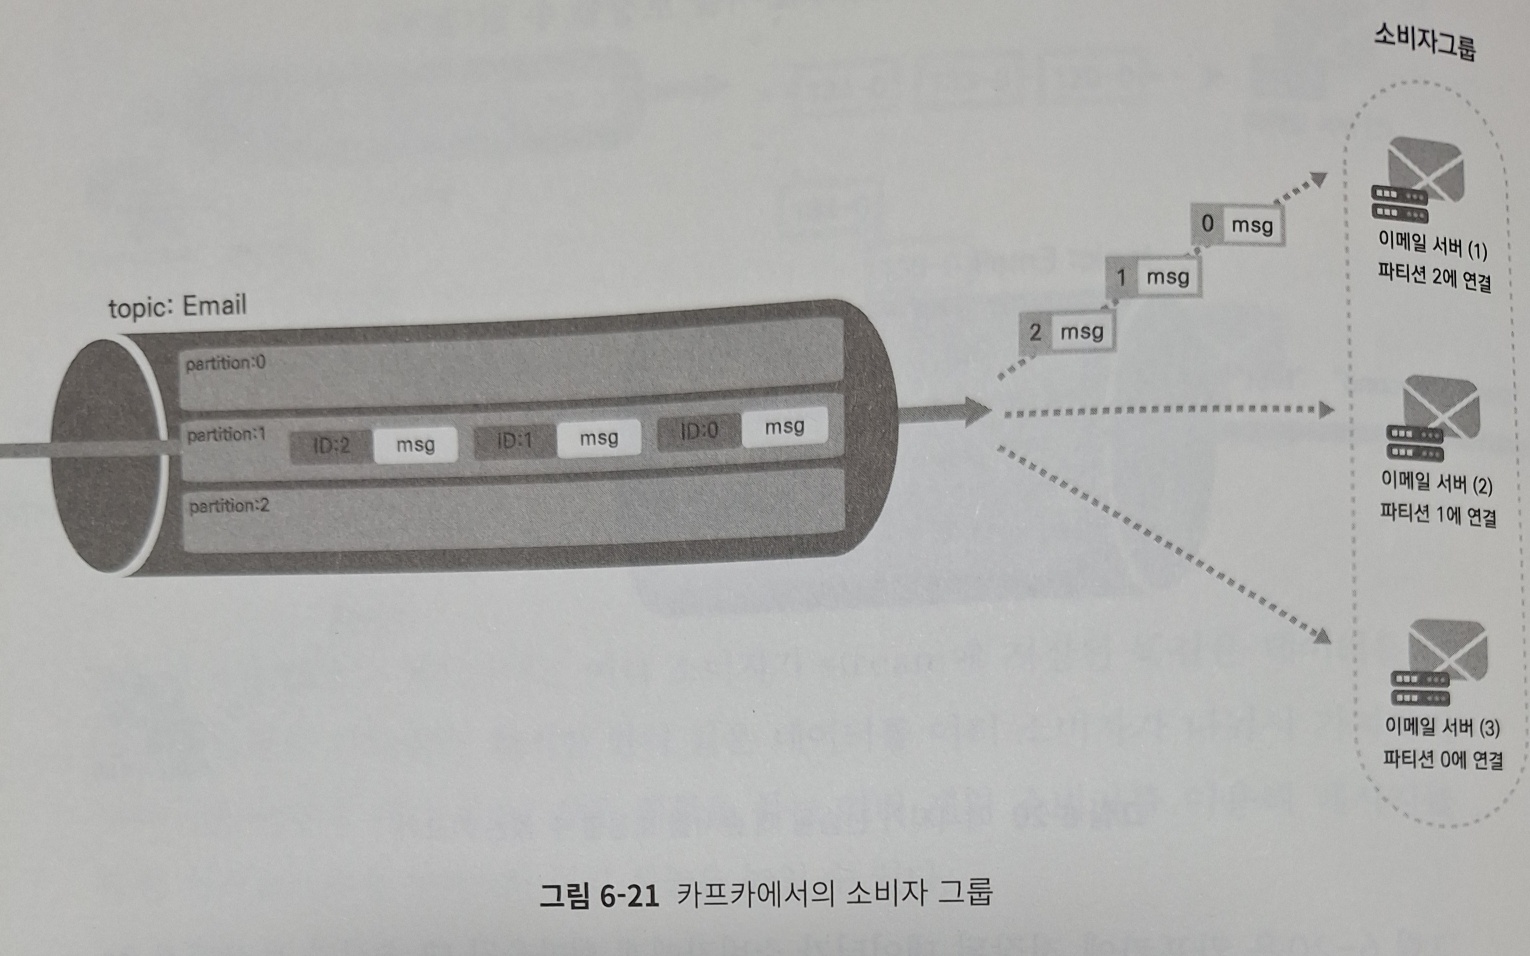 소비자그룹
0 msg
이메일 서버 (1)
파티션 2에 연결
1 msg
topic: Email
2 msg
partition:0
partition:1
ID:2 msg
ID:1 msg
ID:0 msg
이메일 서버 (2)
파티션 1에 연결
partition:2
이메일 서버 (3)
파티션 0에 연결
그림 6-21 카프카에서의 소비자 그룹